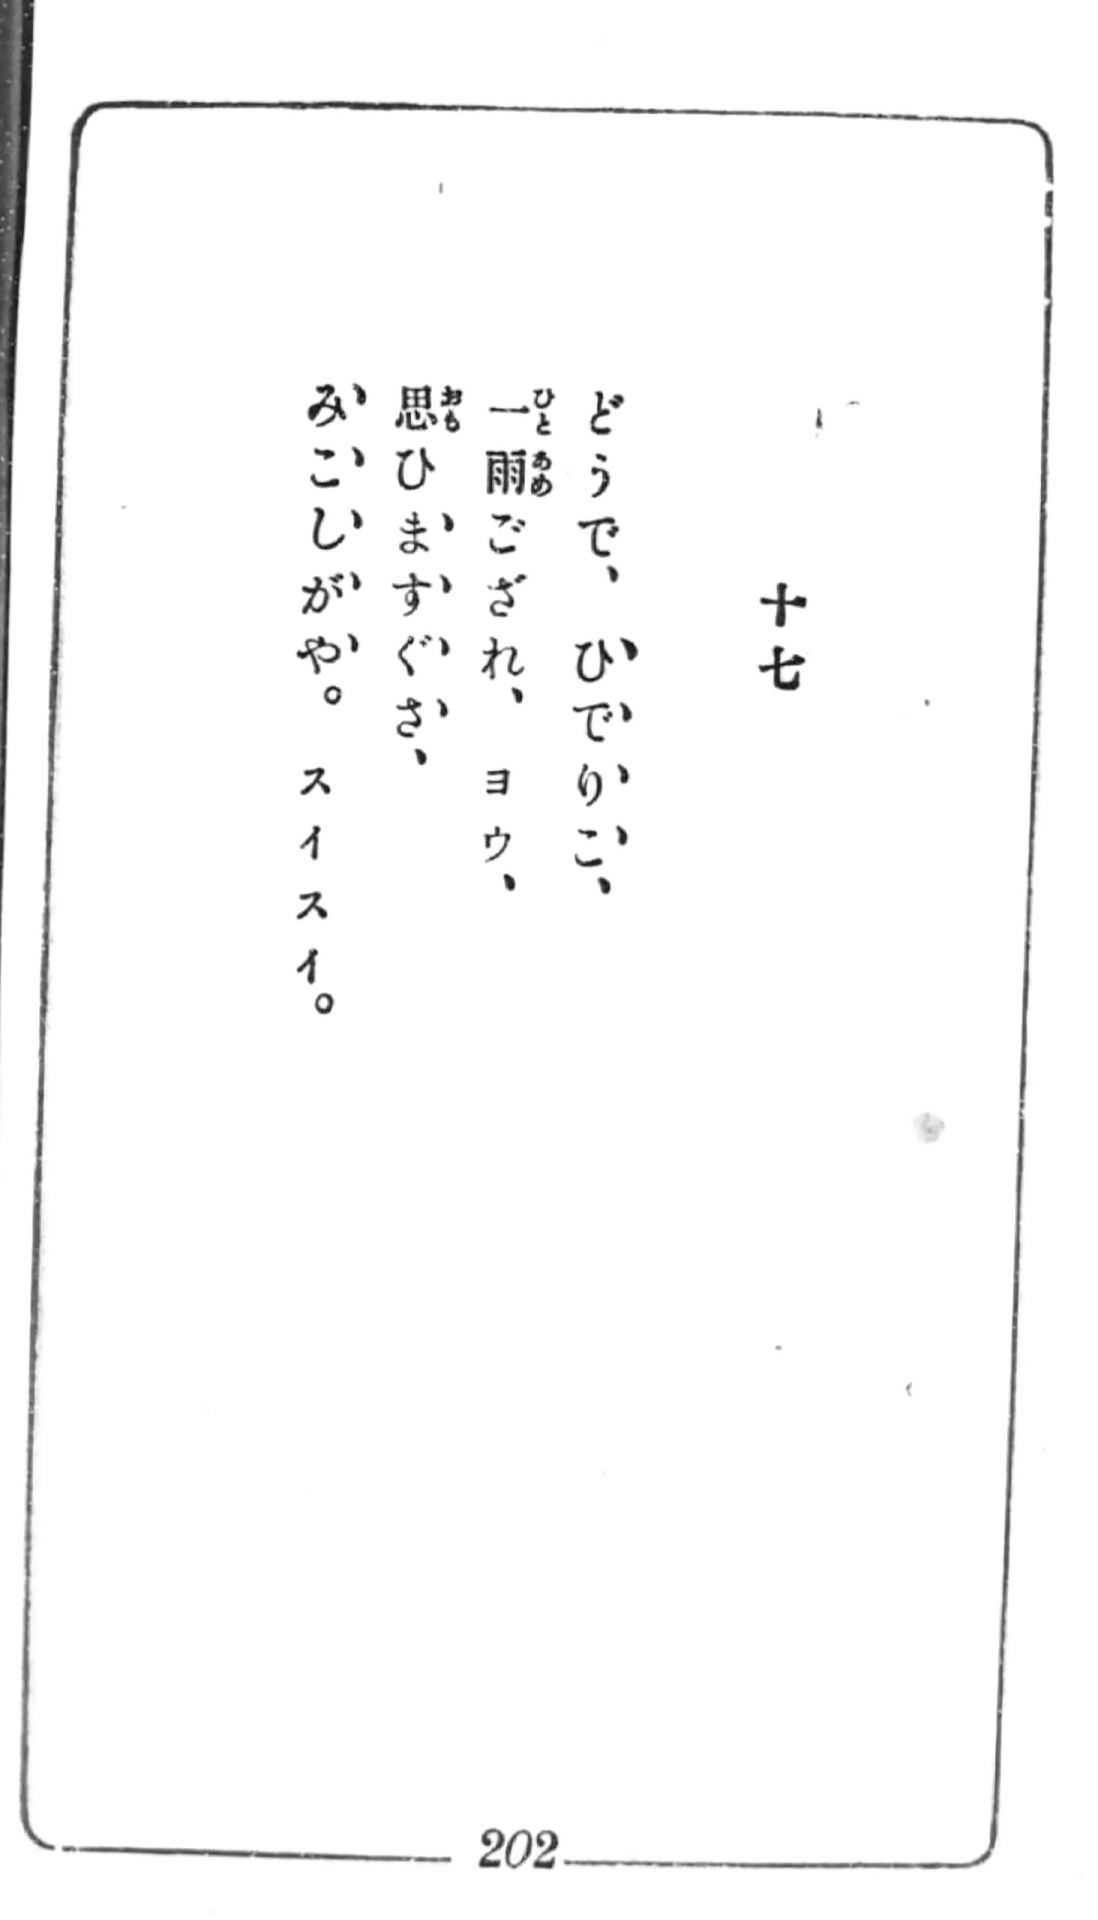 十七
どうで、 ひでりこ、
一雨ござれ、 ヨウ、
思ひますぐさ、
みこしがや。 スイスイ。
202